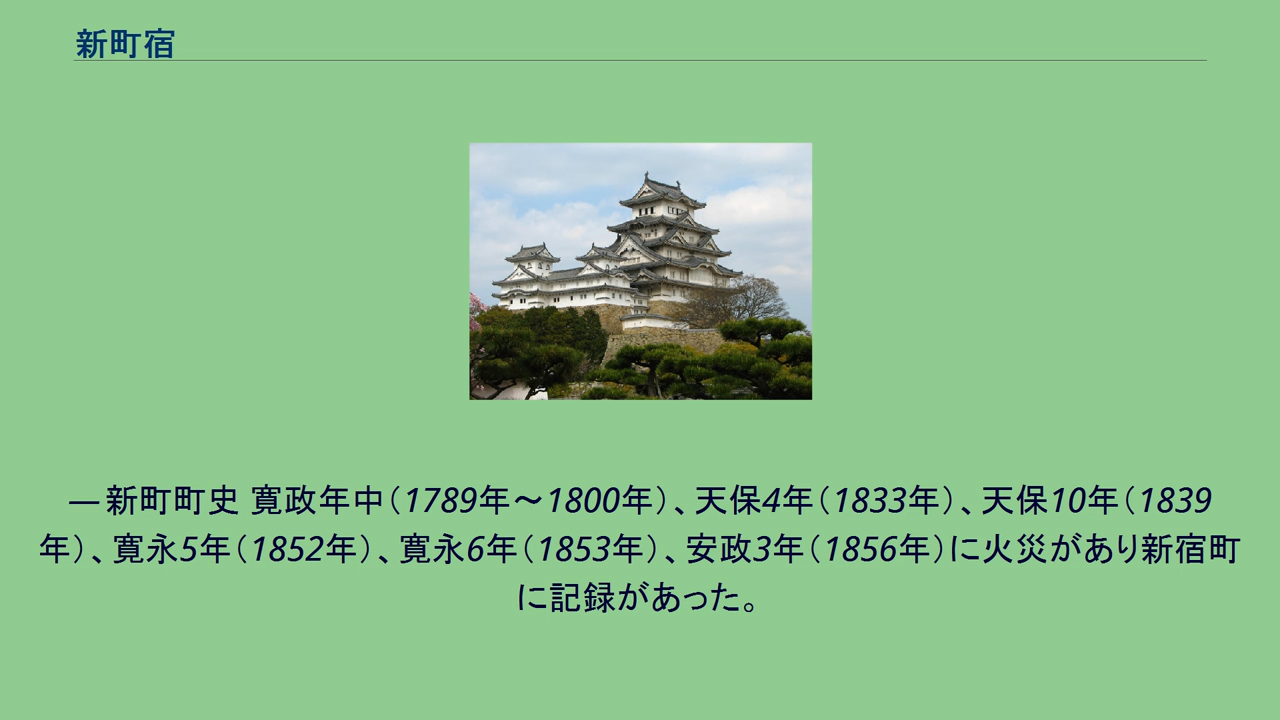 新町宿
—新町町史 寛政年中（1789年～1800年）、天保4年（1833年）、天保10年（1839
年）、寛永5年（1852年）、寛永6年（1853年）、安政3年（1856年）に火災があり新宿町
に記録があった。